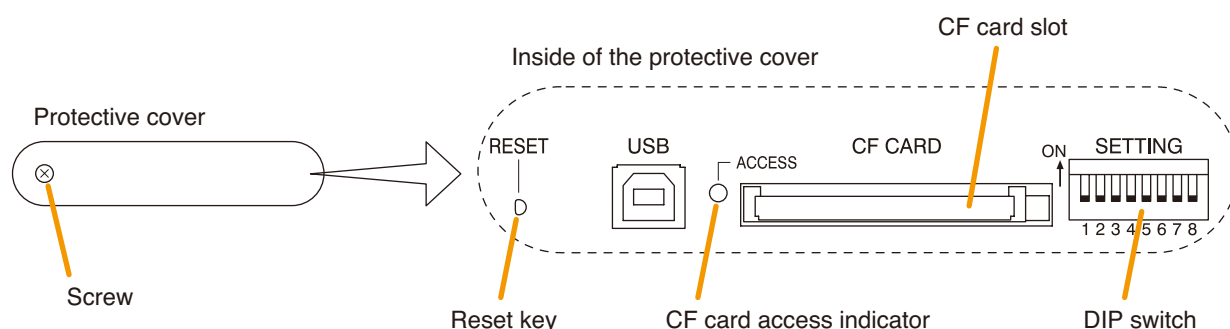 CF card slot
Inside of the protective cover
Protective cover
RESET
USB
ACCESS
CF CARD
ON
SETTING
1 2 3 4 5 6 7 8
Screw
Reset key
CF card access indicator
DIP switch